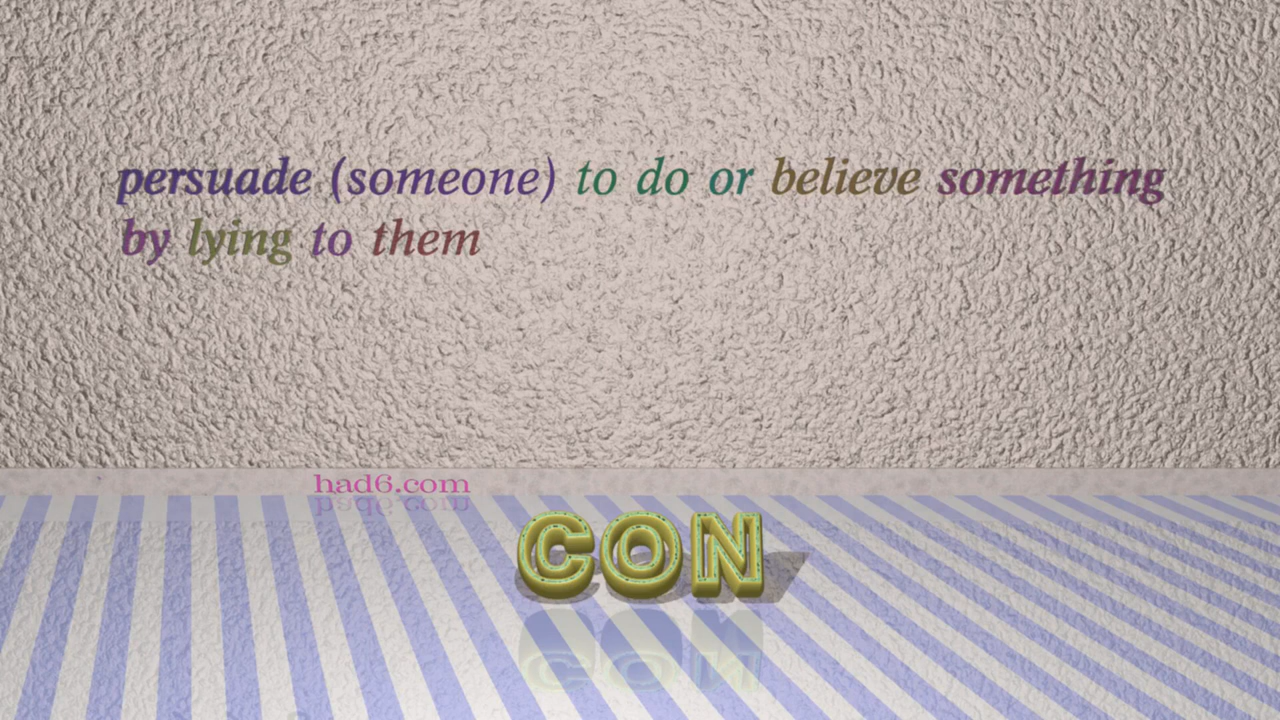 persuade (someone) to do or believe something
by lying to them
had6.com
CON